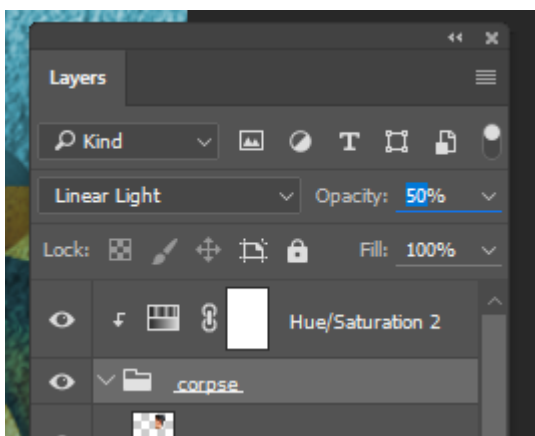 Layers
Kind
Linear Light Opacity: 50%
Lock: Fill: 100%
Hue/Saturation 2
corpse